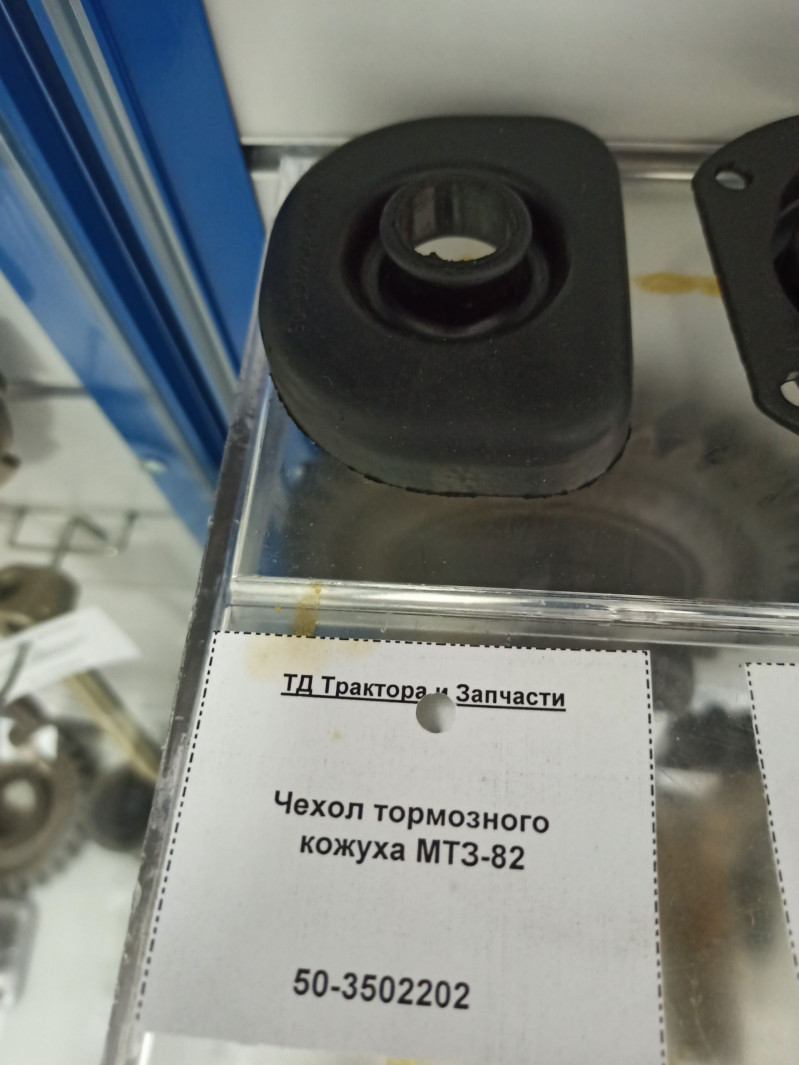 ТД Трактора и Запчасти
Чехол тормозного
кожуха МТЗ-82
50-3502202